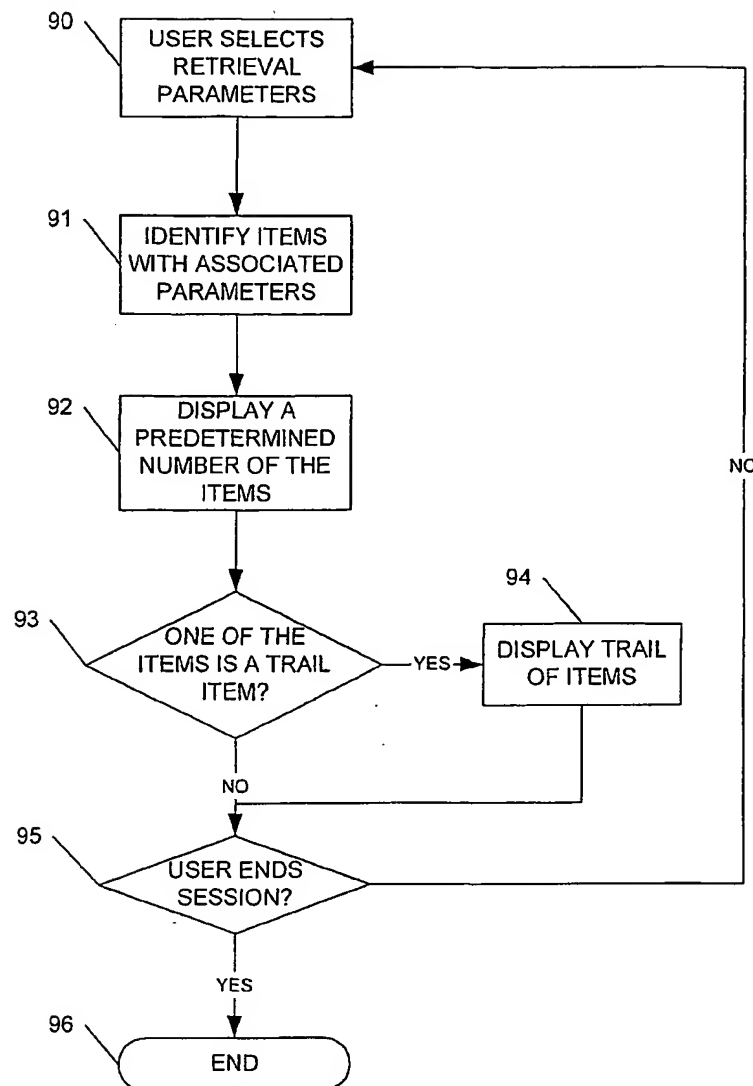 90
USER SELECTS
RETRIEVAL
PARAMETERS
91
IDENTIFY ITEMS
WITH ASSOCIATED
PARAMETERS
92
DISPLAY A
PREDETERMINED
NUMBER OF THE
ITEMS
NO
93
ONE OF THE
ITEMS IS A TRAIL
ITEM?
YES
94
DISPLAY TRAIL
OF ITEMS
NO
95
USER ENDS
SESSION?
YES
96
END